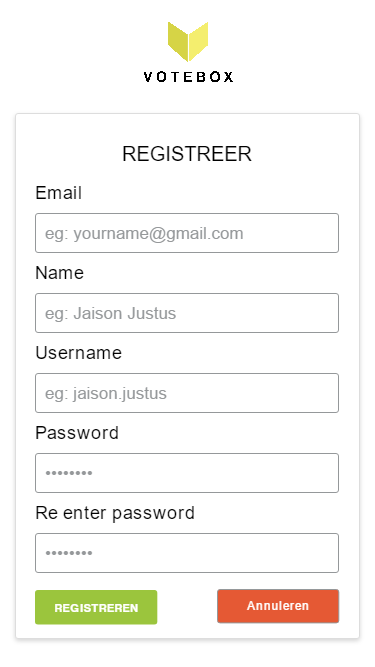 VOTEBOX
REGISTREER
Email
eg: yourname@gmail.com
Name
eg: Jaison Justus
Username
eg: jaison.justus
Password
••••••••
Re enter password
••••••••
REGISTREREN Annuleren